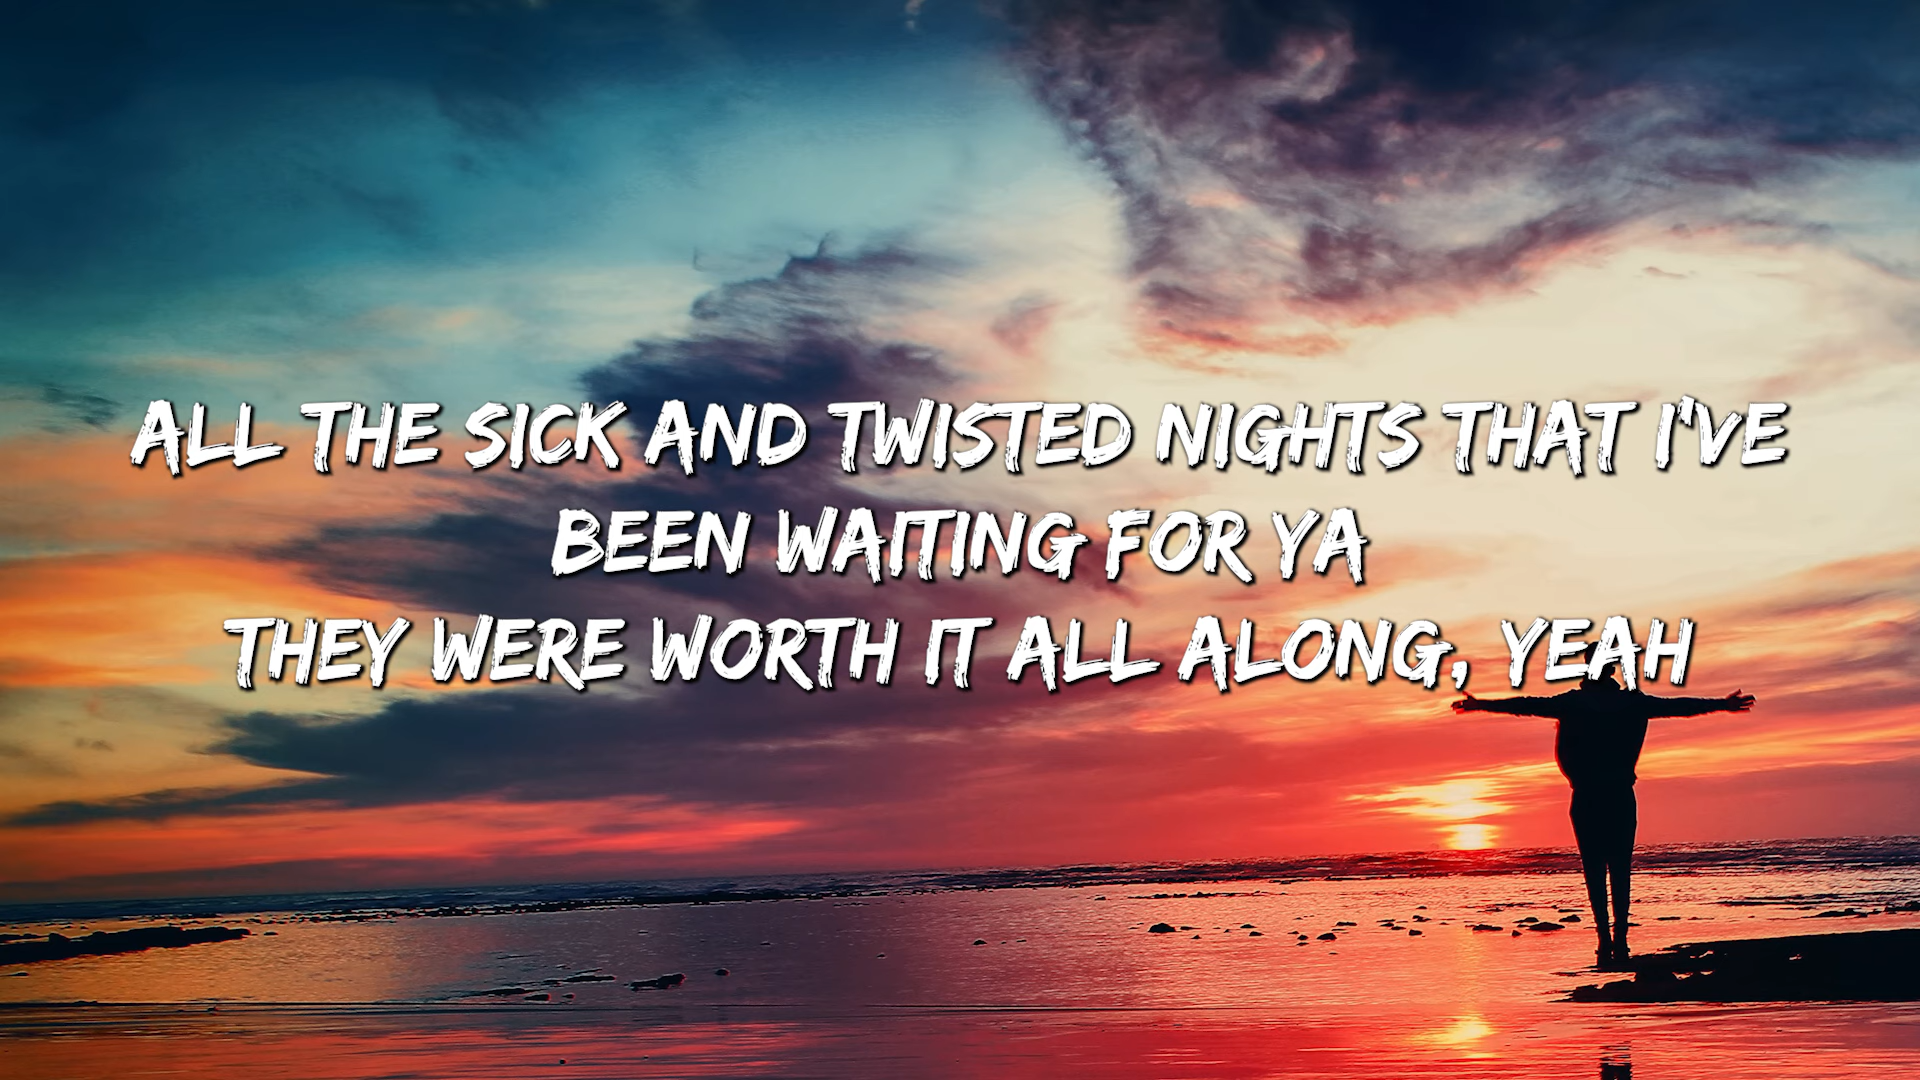 ALL THE SICK AND TWISTED NIGHTS THAT I'VE
BEEN WAITING FOR YA
THEY WERE WORTH IT ALL ALONG, YEAH